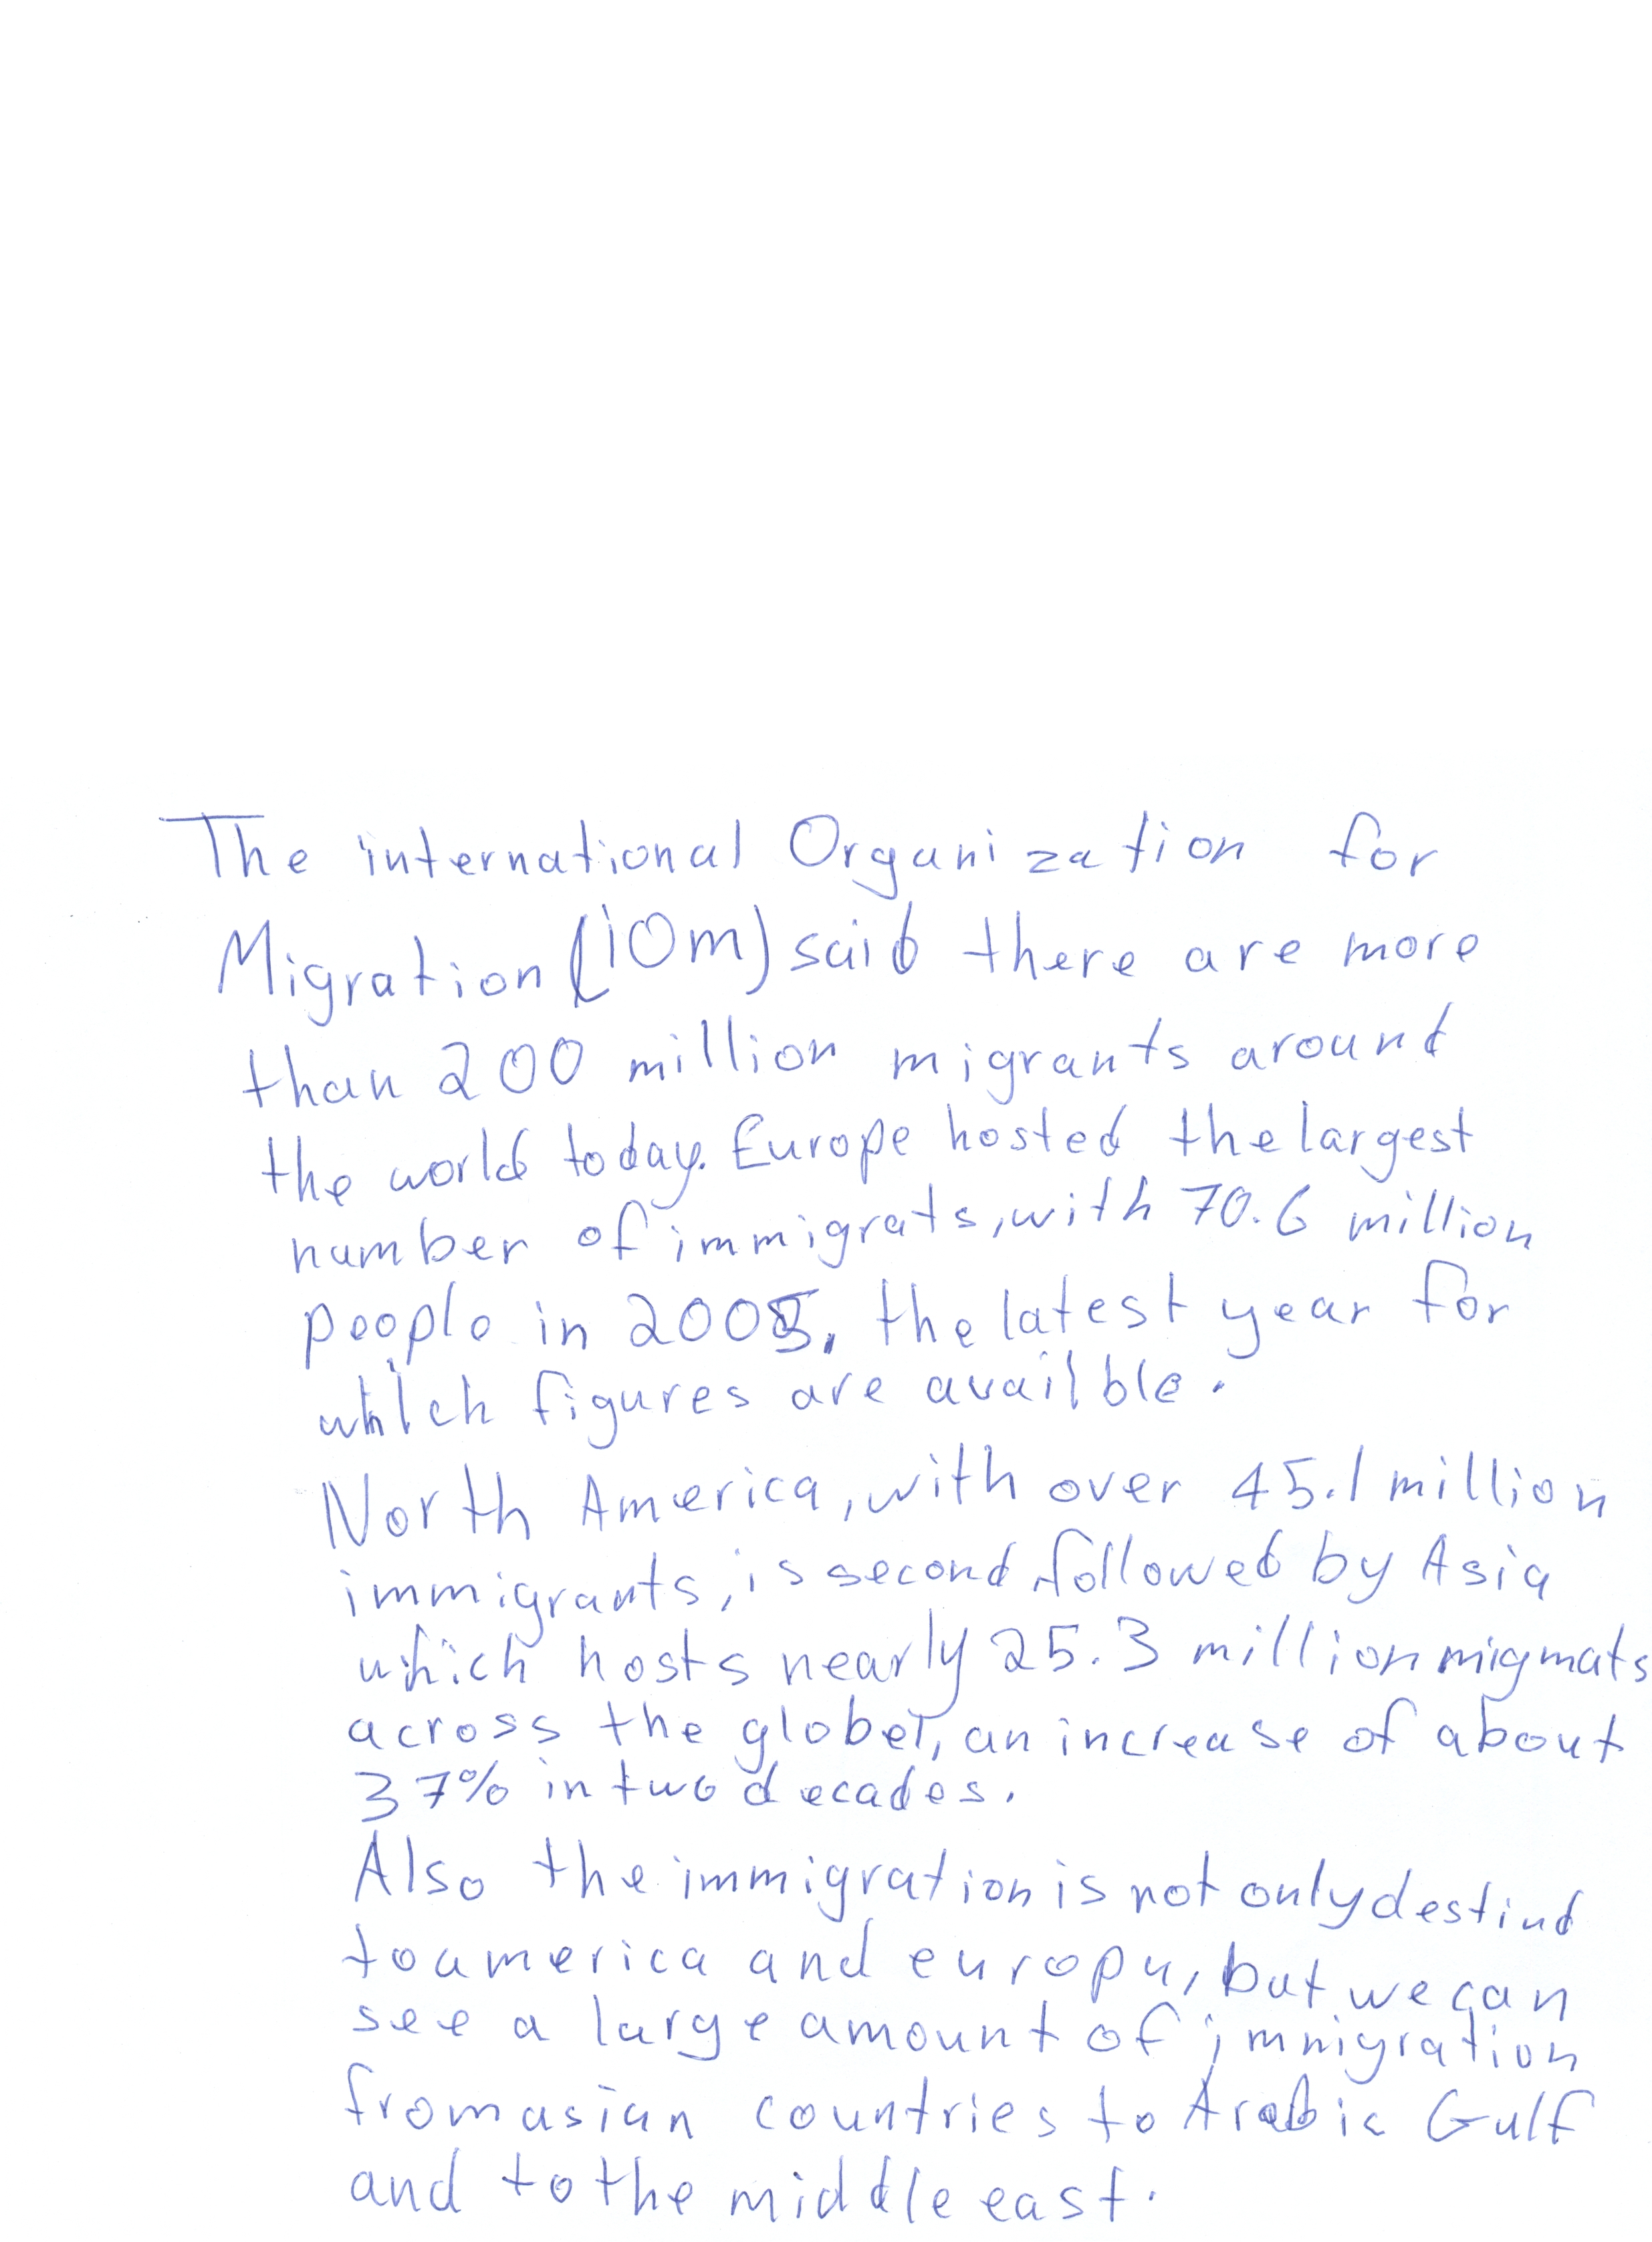 The international Organization for
Migration (iOm) said there are more
than 200 million migrants around
the world today. Europe hosted the largest
number of immigrats, with 70.6 million
people in 2005, the latest year for
which figures are availble.
North America, with over 45.1 million
immigrants, is second, followed by Asia
which hosts nearly 25.3 million migmats
across the globet, an increase of about
37% in two decades.
Also the immigration is not only destind
to america and europa, but we can
see a large amount of immigration
from asian countries to Arabic Gulf
and to the middle east.